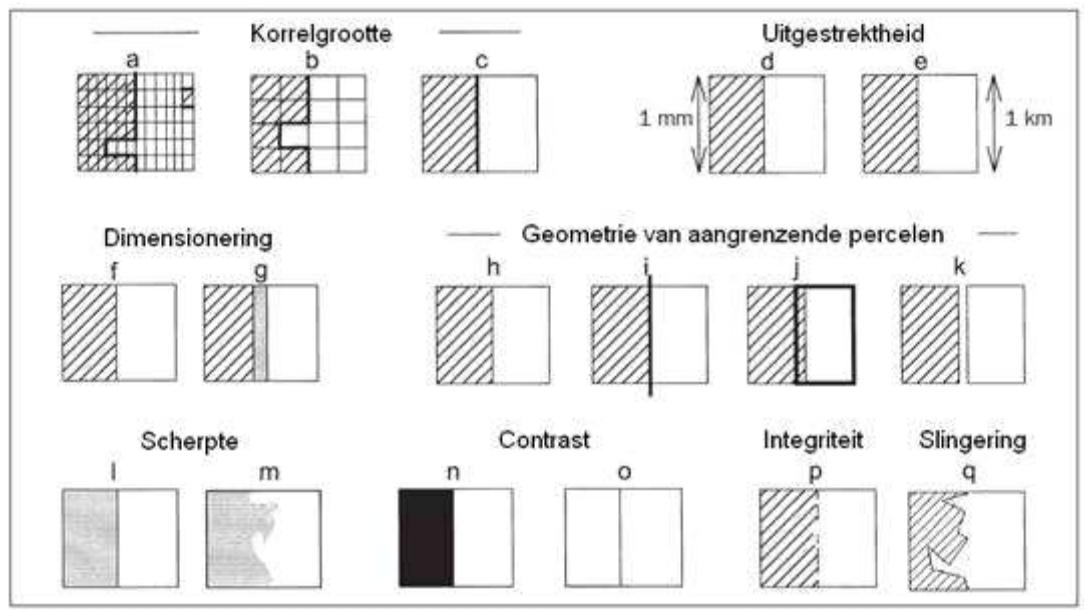 Korrelgrootte
Uitgestrektheid
a b c d e
1 mm 1 km
Dimensionering
Geometrie van aangrenzende percelen
f g h i j k
Scherpte Contrast Integriteit Slingering
l m n o p q